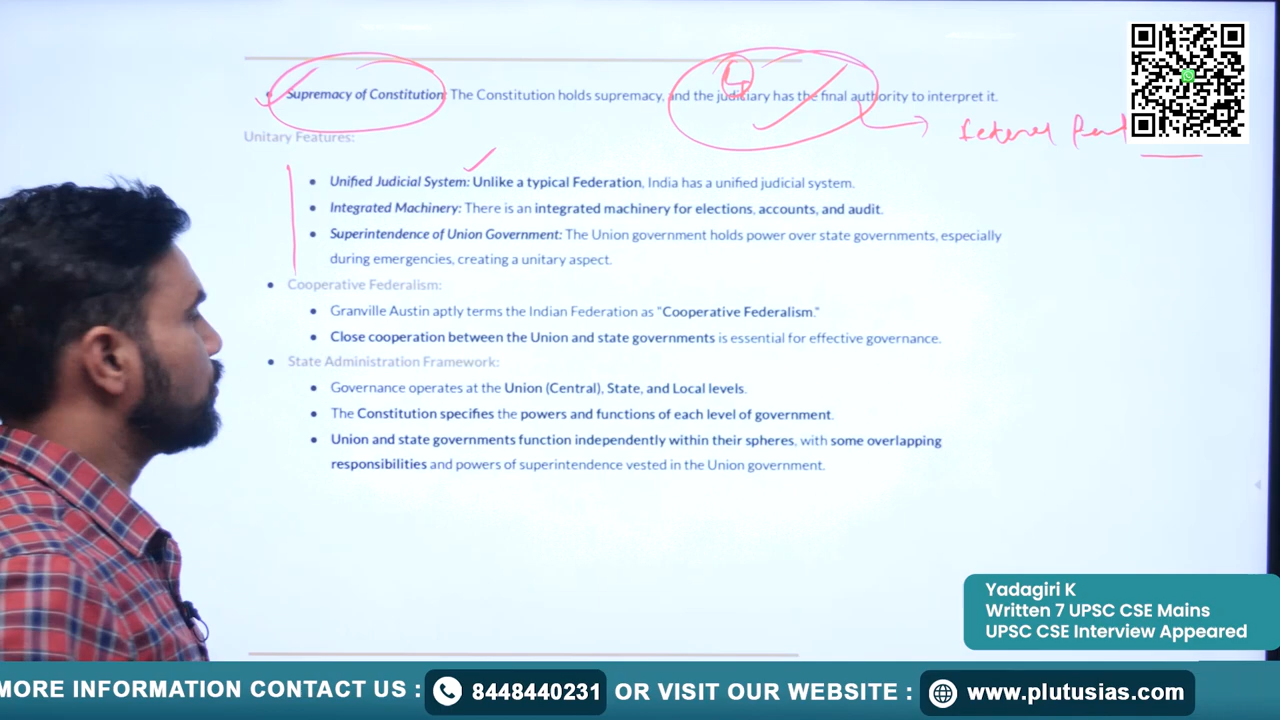 • Supremacy of Constitution: The Constitution holds supremacy, and the judiciary has the final authority to interpret it.
federal
Unitary Features:
• Unified Judicial System: Unlike a typical Federation, India has a unified judicial system.
• Integrated Machinery: There is an integrated machinery for elections, accounts, and audit.
• Superintendence of Union Government: The Union government holds power over state governments, especially
during emergencies, creating a unitary aspect.
• Cooperative Federalism:
• Granville Austin aptly terms the Indian Federation as "Cooperative Federalism."
• Close cooperation between the Union and state governments is essential for effective governance.
• State Administration Framework:
• Governance operates at the Union (Central), State, and Local levels.
• The Constitution specifies the powers and functions of each level of government.
• Union and state governments function independently within their spheres, with some overlapping
responsibilities and powers of superintendence vested in the Union government.
Yadagiri K
Written 7 UPSC CSE Mains
UPSC CSE Interview Appeared
MORE INFORMATION CONTACT US : 8448440231 OR VISIT OUR WEBSITE : www.plutusias.com